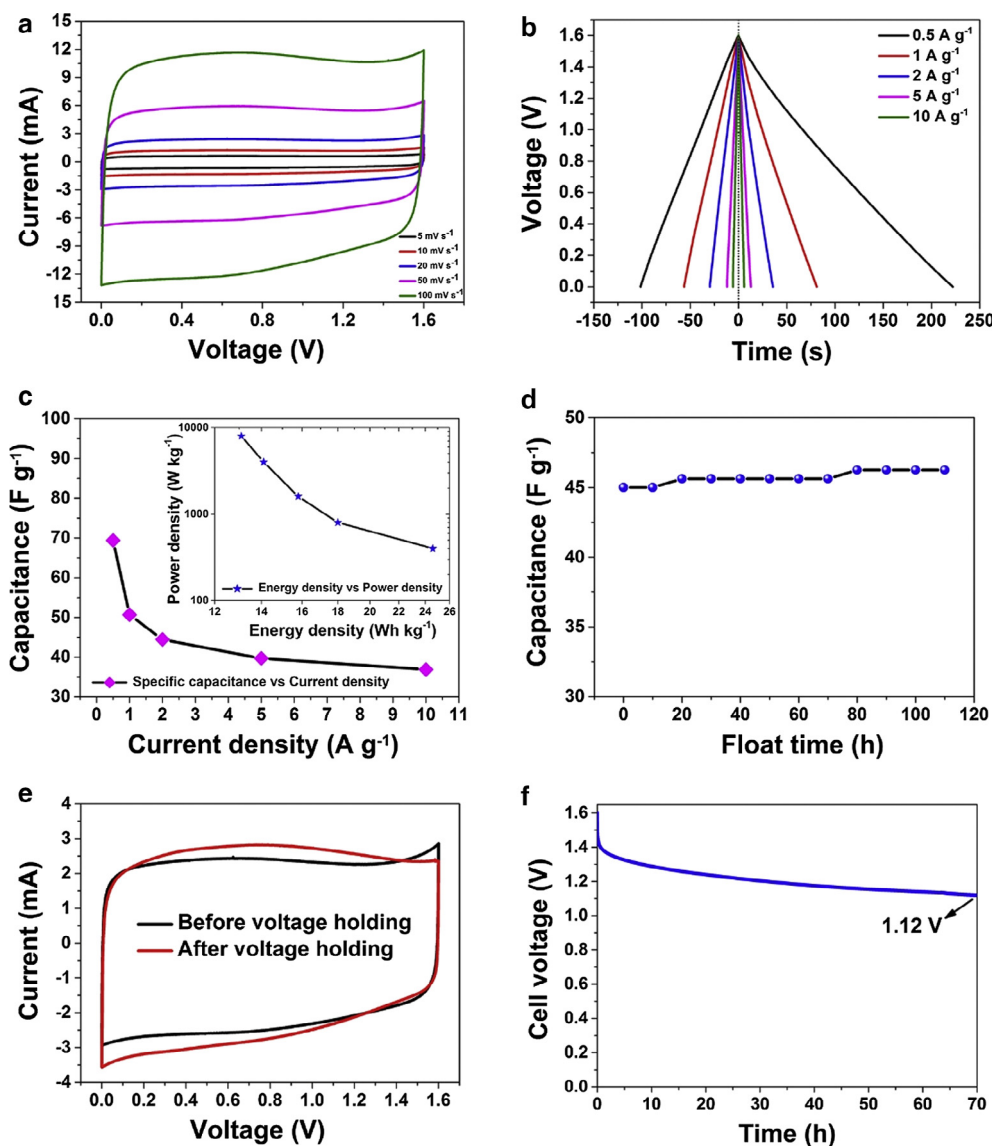 a
15
12
9
6
3
0
-3
-6
-9
-12
15
Current (mA)
5 mV s⁻¹
10 mV s⁻¹
20 mV s⁻¹
50 mV s⁻¹
100 mV s⁻¹
0.0 0.4 0.8 1.2 1.6
Voltage (V)
b
1.6
1.4
1.2
1.0
0.8
0.6
0.4
0.2
0.0
Voltage (V)
0.5 A g⁻¹
1 A g⁻¹
2 A g⁻¹
5 A g⁻¹
10 A g⁻¹
-150 -100 -50 0 50 100 150 200 250
Time (s)
c
100
90
80
70
60
50
40
30
Capacitance (F g⁻¹)
10000
1000
100
Power density (W kg⁻¹)
Energy density vs Power density
12 14 16 18 20 22 24 26
Energy density (Wh kg⁻¹)
Specific capacitance vs Current density
0 1 2 3 4 5 6 7 8 9 10 11
Current density (A g⁻¹)
d
50
45
40
35
30
Capacitance (F g⁻¹)
0 20 40 60 80 100 120
Float time (h)
e
4
3
2
1
0
-1
-2
-3
-4
Current (mA)
Before voltage holding
After voltage holding
0.0 0.2 0.4 0.6 0.8 1.0 1.2 1.4 1.6
Voltage (V)
f
1.6
1.4
1.2
1.0
0.8
0.6
0.4
0.2
0.0
Cell voltage (V)
1.12 V
0 10 20 30 40 50 60 70
Time (h)